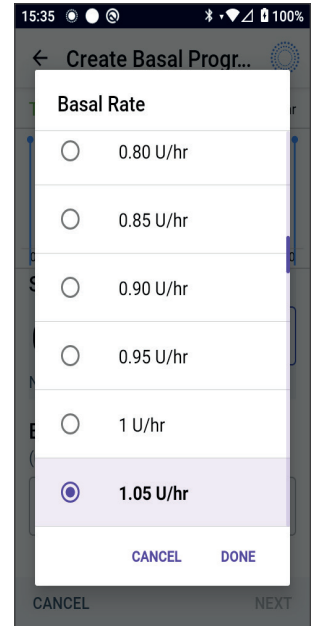 15:35 100%
Create Basal Progr...
Basal Rate
0.80 U/hr
0.85 U/hr
0.90 U/hr
0.95 U/hr
1 U/hr
1.05 U/hr
CANCEL DONE
CANCEL NEXT